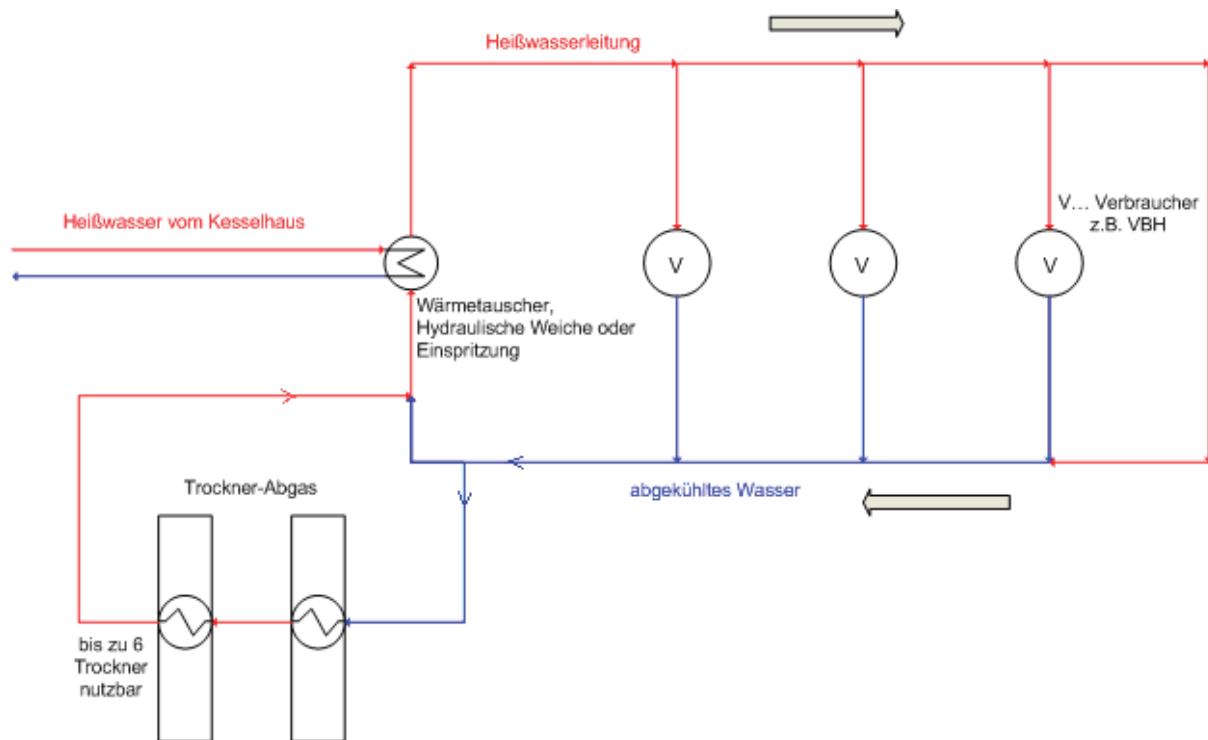 Heißwasserleitung
Heißwasser vom Kesselhaus
V… Verbraucher
z.B. VBH
V
V
V
Wärmetauscher,
Hydraulische Weiche oder
Einspritzung
Trockner-Abgas
abgekühltes Wasser
bis zu 6
Trockner
nutzbar